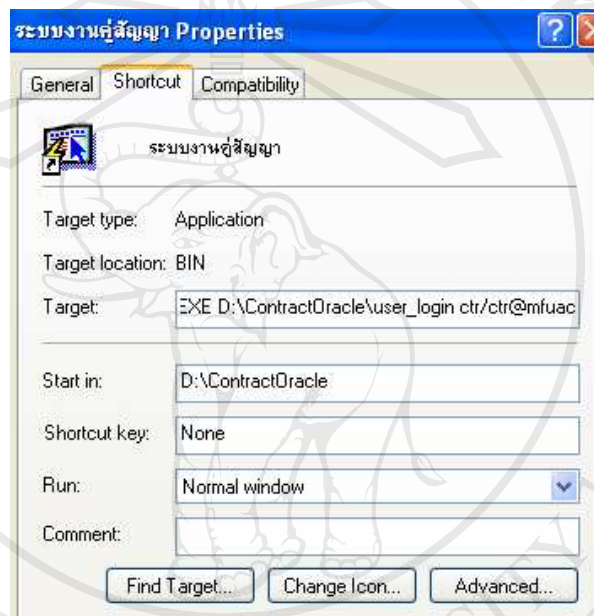 ระบบงานคู่สัญญา Properties
General Shortcut Compatibility
ระบบงานคู่สัญญา
Target type: Application
Target location: BIN
Target: EXE D:\ContractOracle\user_login ctr/ctr@mfuac
Start in: D:\ContractOracle
Shortcut key: None
Run: Normal window
Comment:
Find Target... Change Icon... Advanced...